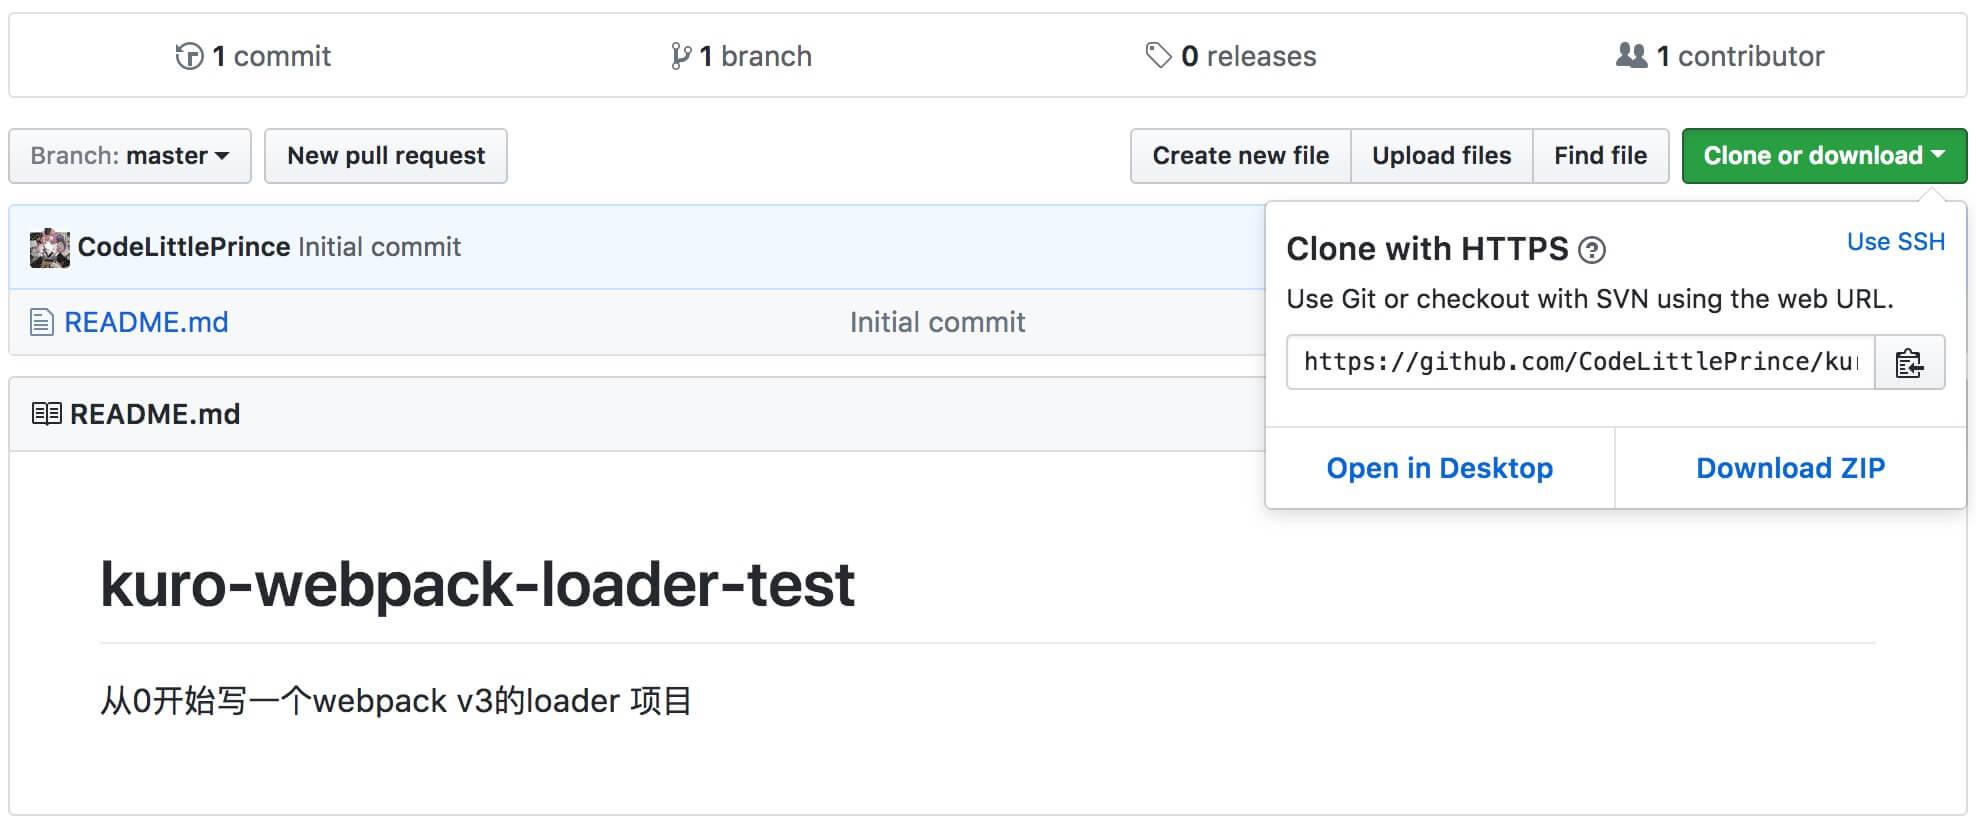 1 commit 1 branch 0 releases 1 contributor
Branch: master New pull request Create new file Upload files Find file Clone or download
CodeLittlePrince Initial commit
README.md Initial commit
Clone with HTTPS ? Use SSH
Use Git or checkout with SVN using the web URL.
https://github.com/CodeLittlePrince/ku
Open in Desktop Download ZIP
README.md
kuro-webpack-loader-test
从0开始写一个webpack v3的loader 项目